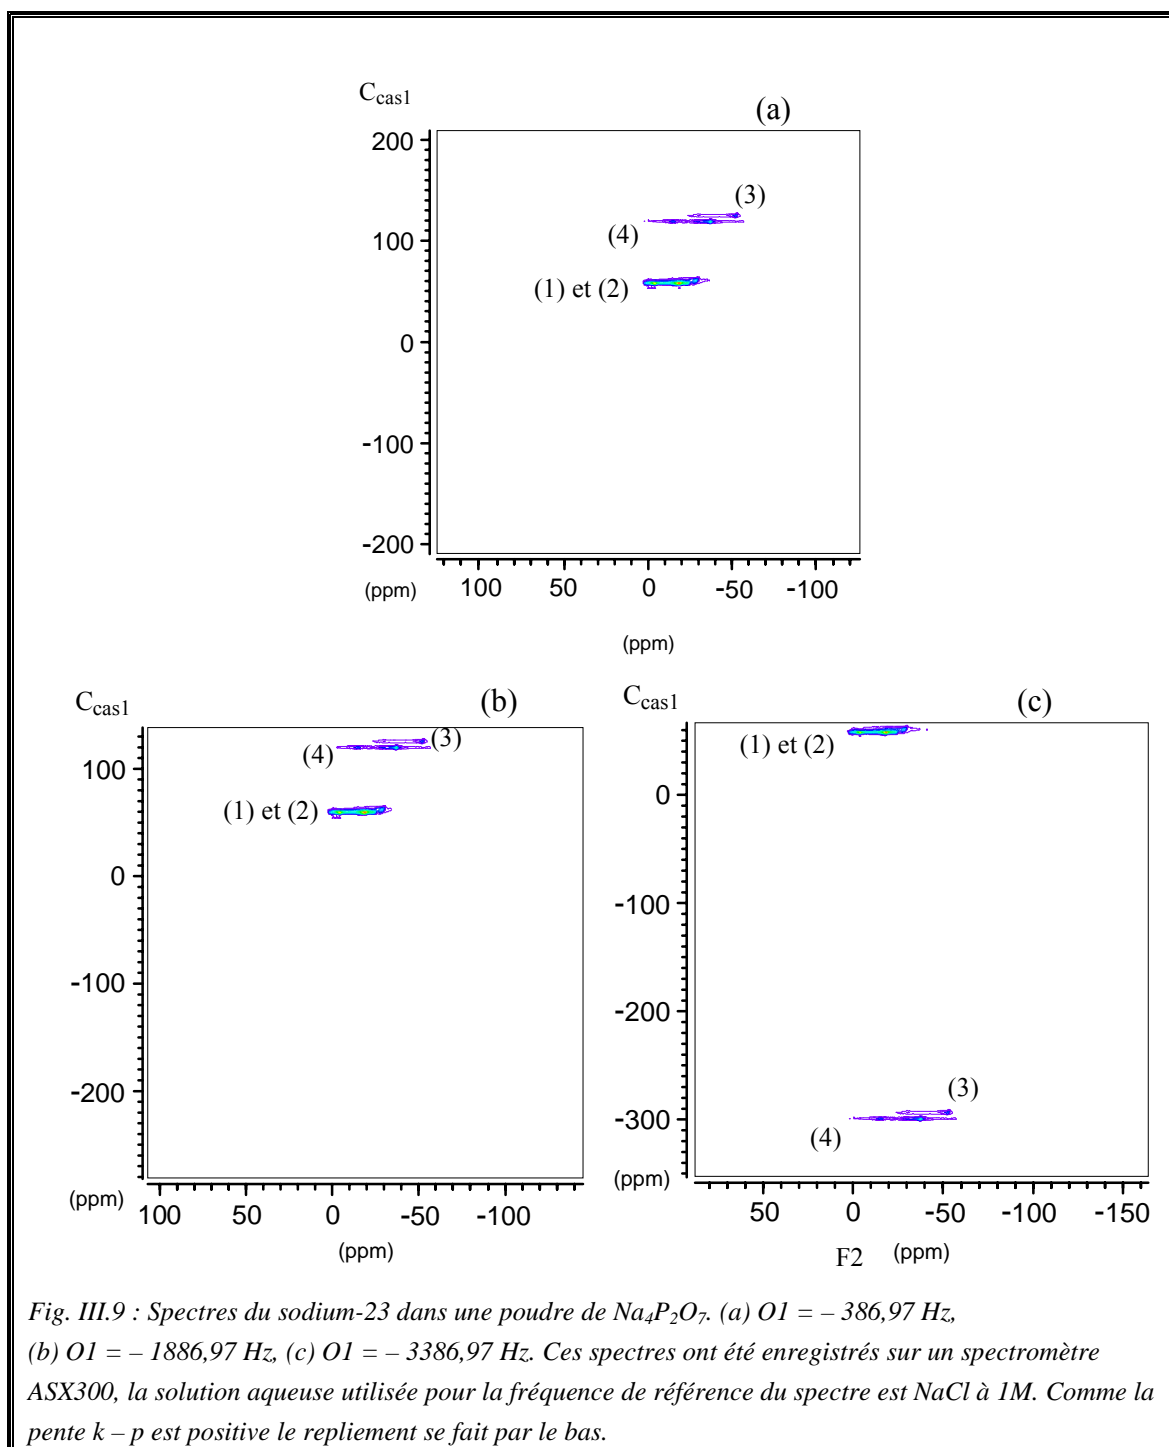 C_cas1
(a)
200
100
0
-100
-200
(3)
(4)
(1) et (2)
(ppm)
100 50 0 -50 -100
(ppm)
C_cas1
(b)
100
0
-100
-200
(3)
(4)
(1) et (2)
(ppm)
100 50 0 -50 -100
(ppm)
C_cas1
(c)
(1) et (2)
0
-100
-200
-300
(3)
(4)
(ppm)
50 0 -50 -100 -150
F2 (ppm)
Fig. III.9 : Spectres du sodium-23 dans une poudre de Na₄P₂O₇. (a) O1 = – 386,97 Hz,
(b) O1 = – 1886,97 Hz, (c) O1 = – 3386,97 Hz. Ces spectres ont été enregistrés sur un spectromètre
ASX300, la solution aqueuse utilisée pour la fréquence de référence du spectre est NaCl à 1M. Comme la
pente k – p est positive le repliement se fait par le bas.